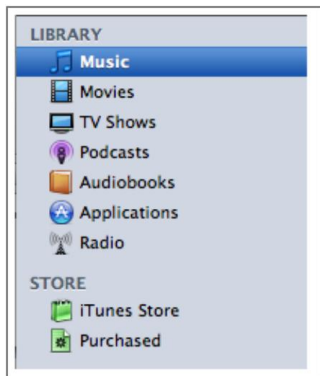 LIBRARY
Music
Movies
TV Shows
Podcasts
Audiobooks
Applications
Radio
STORE
iTunes Store
Purchased